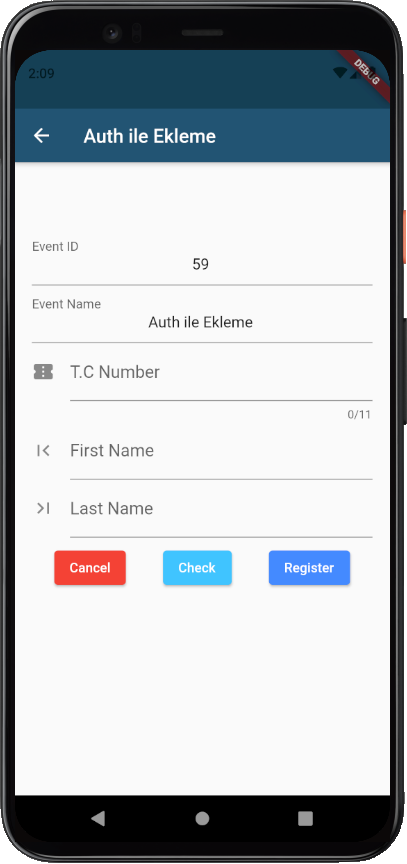 2:09
DEBUG
Auth ile Ekleme
Event ID
59
Event Name
Auth ile Ekleme
T.C Number
0/11
First Name
Last Name
Cancel Check Register